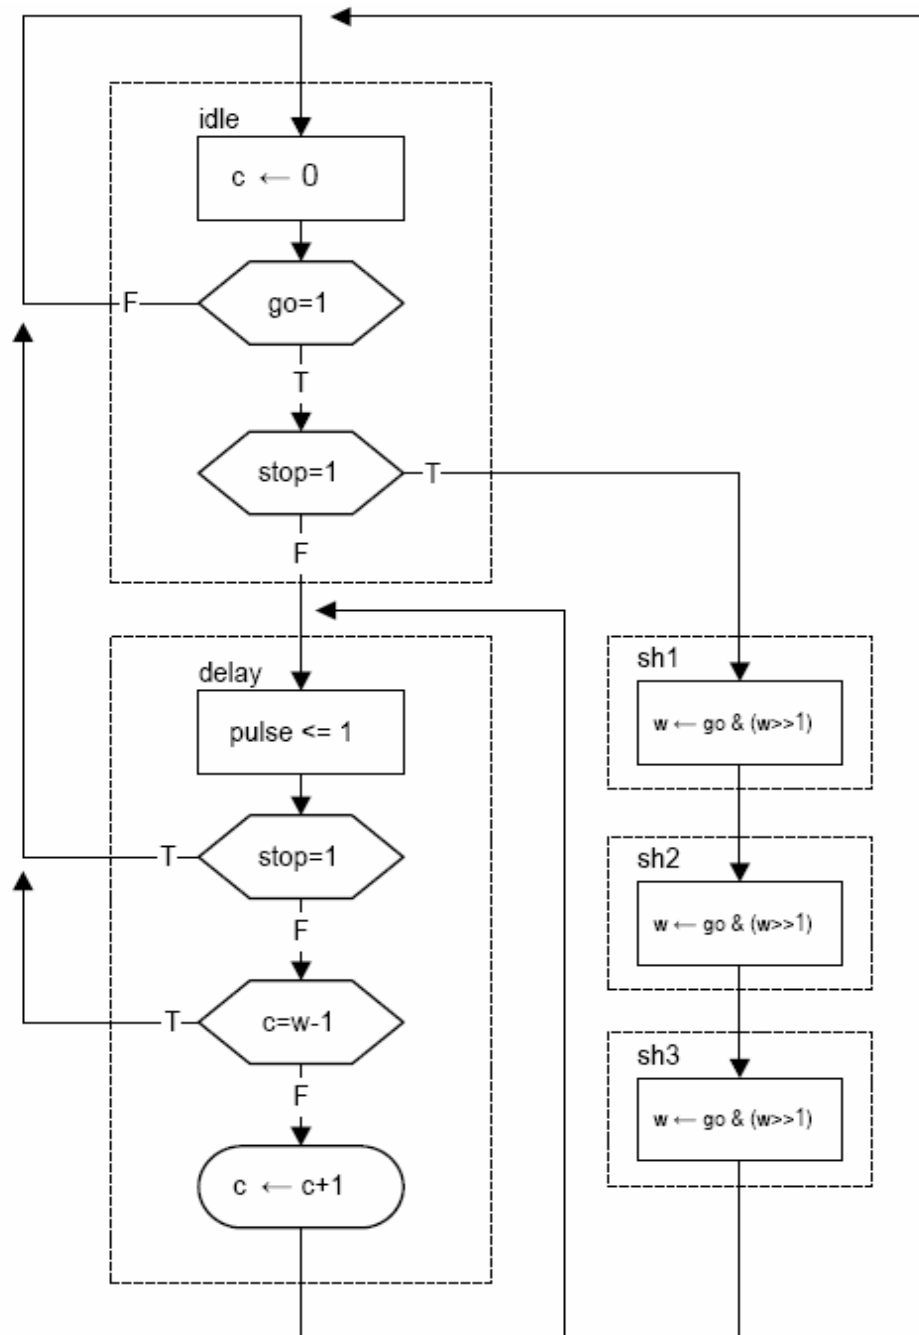 idle
c ← 0
go=1
F
T
stop=1
T
F
delay
pulse <= 1
stop=1
T
F
c=w-1
T
F
c ← c+1
sh1
w ← go & (w>>1)
sh2
w ← go & (w>>1)
sh3
w ← go & (w>>1)